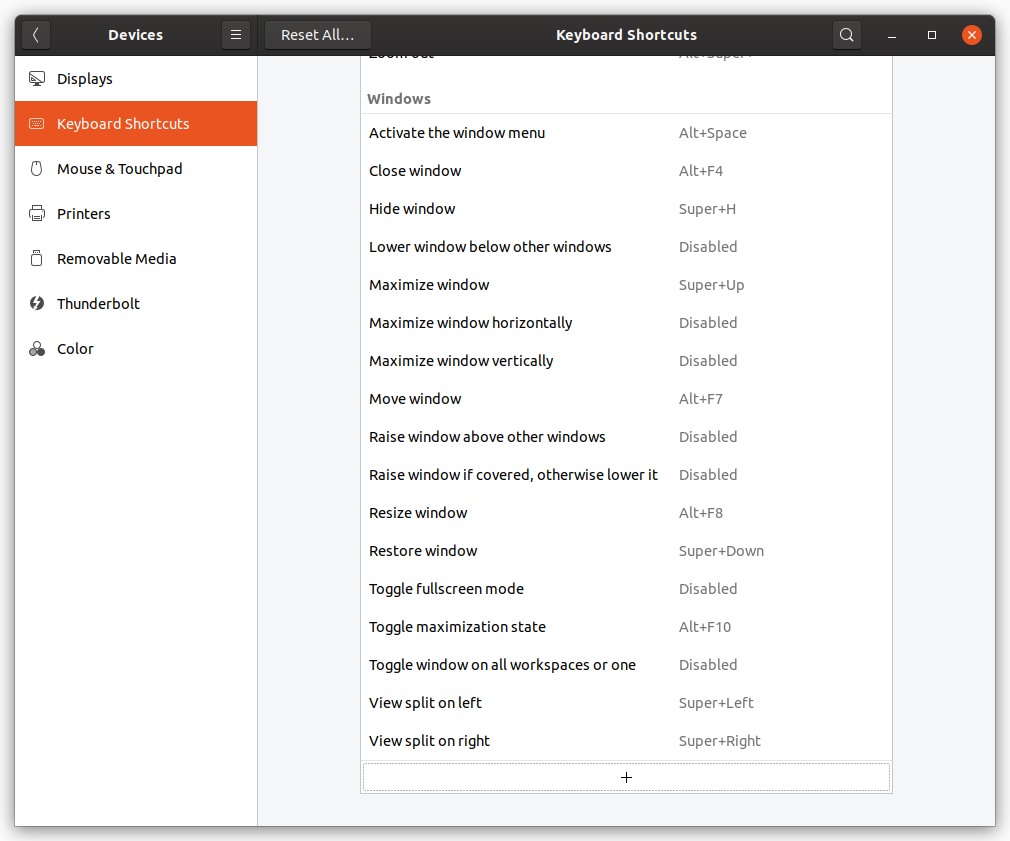 Devices
Reset All...
Keyboard Shortcuts
Displays
Keyboard Shortcuts
Mouse & Touchpad
Printers
Removable Media
Thunderbolt
Color
Zoom out Alt+Super+-
Windows
Activate the window menu Alt+Space
Close window Alt+F4
Hide window Super+H
Lower window below other windows Disabled
Maximize window Super+Up
Maximize window horizontally Disabled
Maximize window vertically Disabled
Move window Alt+F7
Raise window above other windows Disabled
Raise window if covered, otherwise lower it Disabled
Resize window Alt+F8
Restore window Super+Down
Toggle fullscreen mode Disabled
Toggle maximization state Alt+F10
Toggle window on all workspaces or one Disabled
View split on left Super+Left
View split on right Super+Right
+